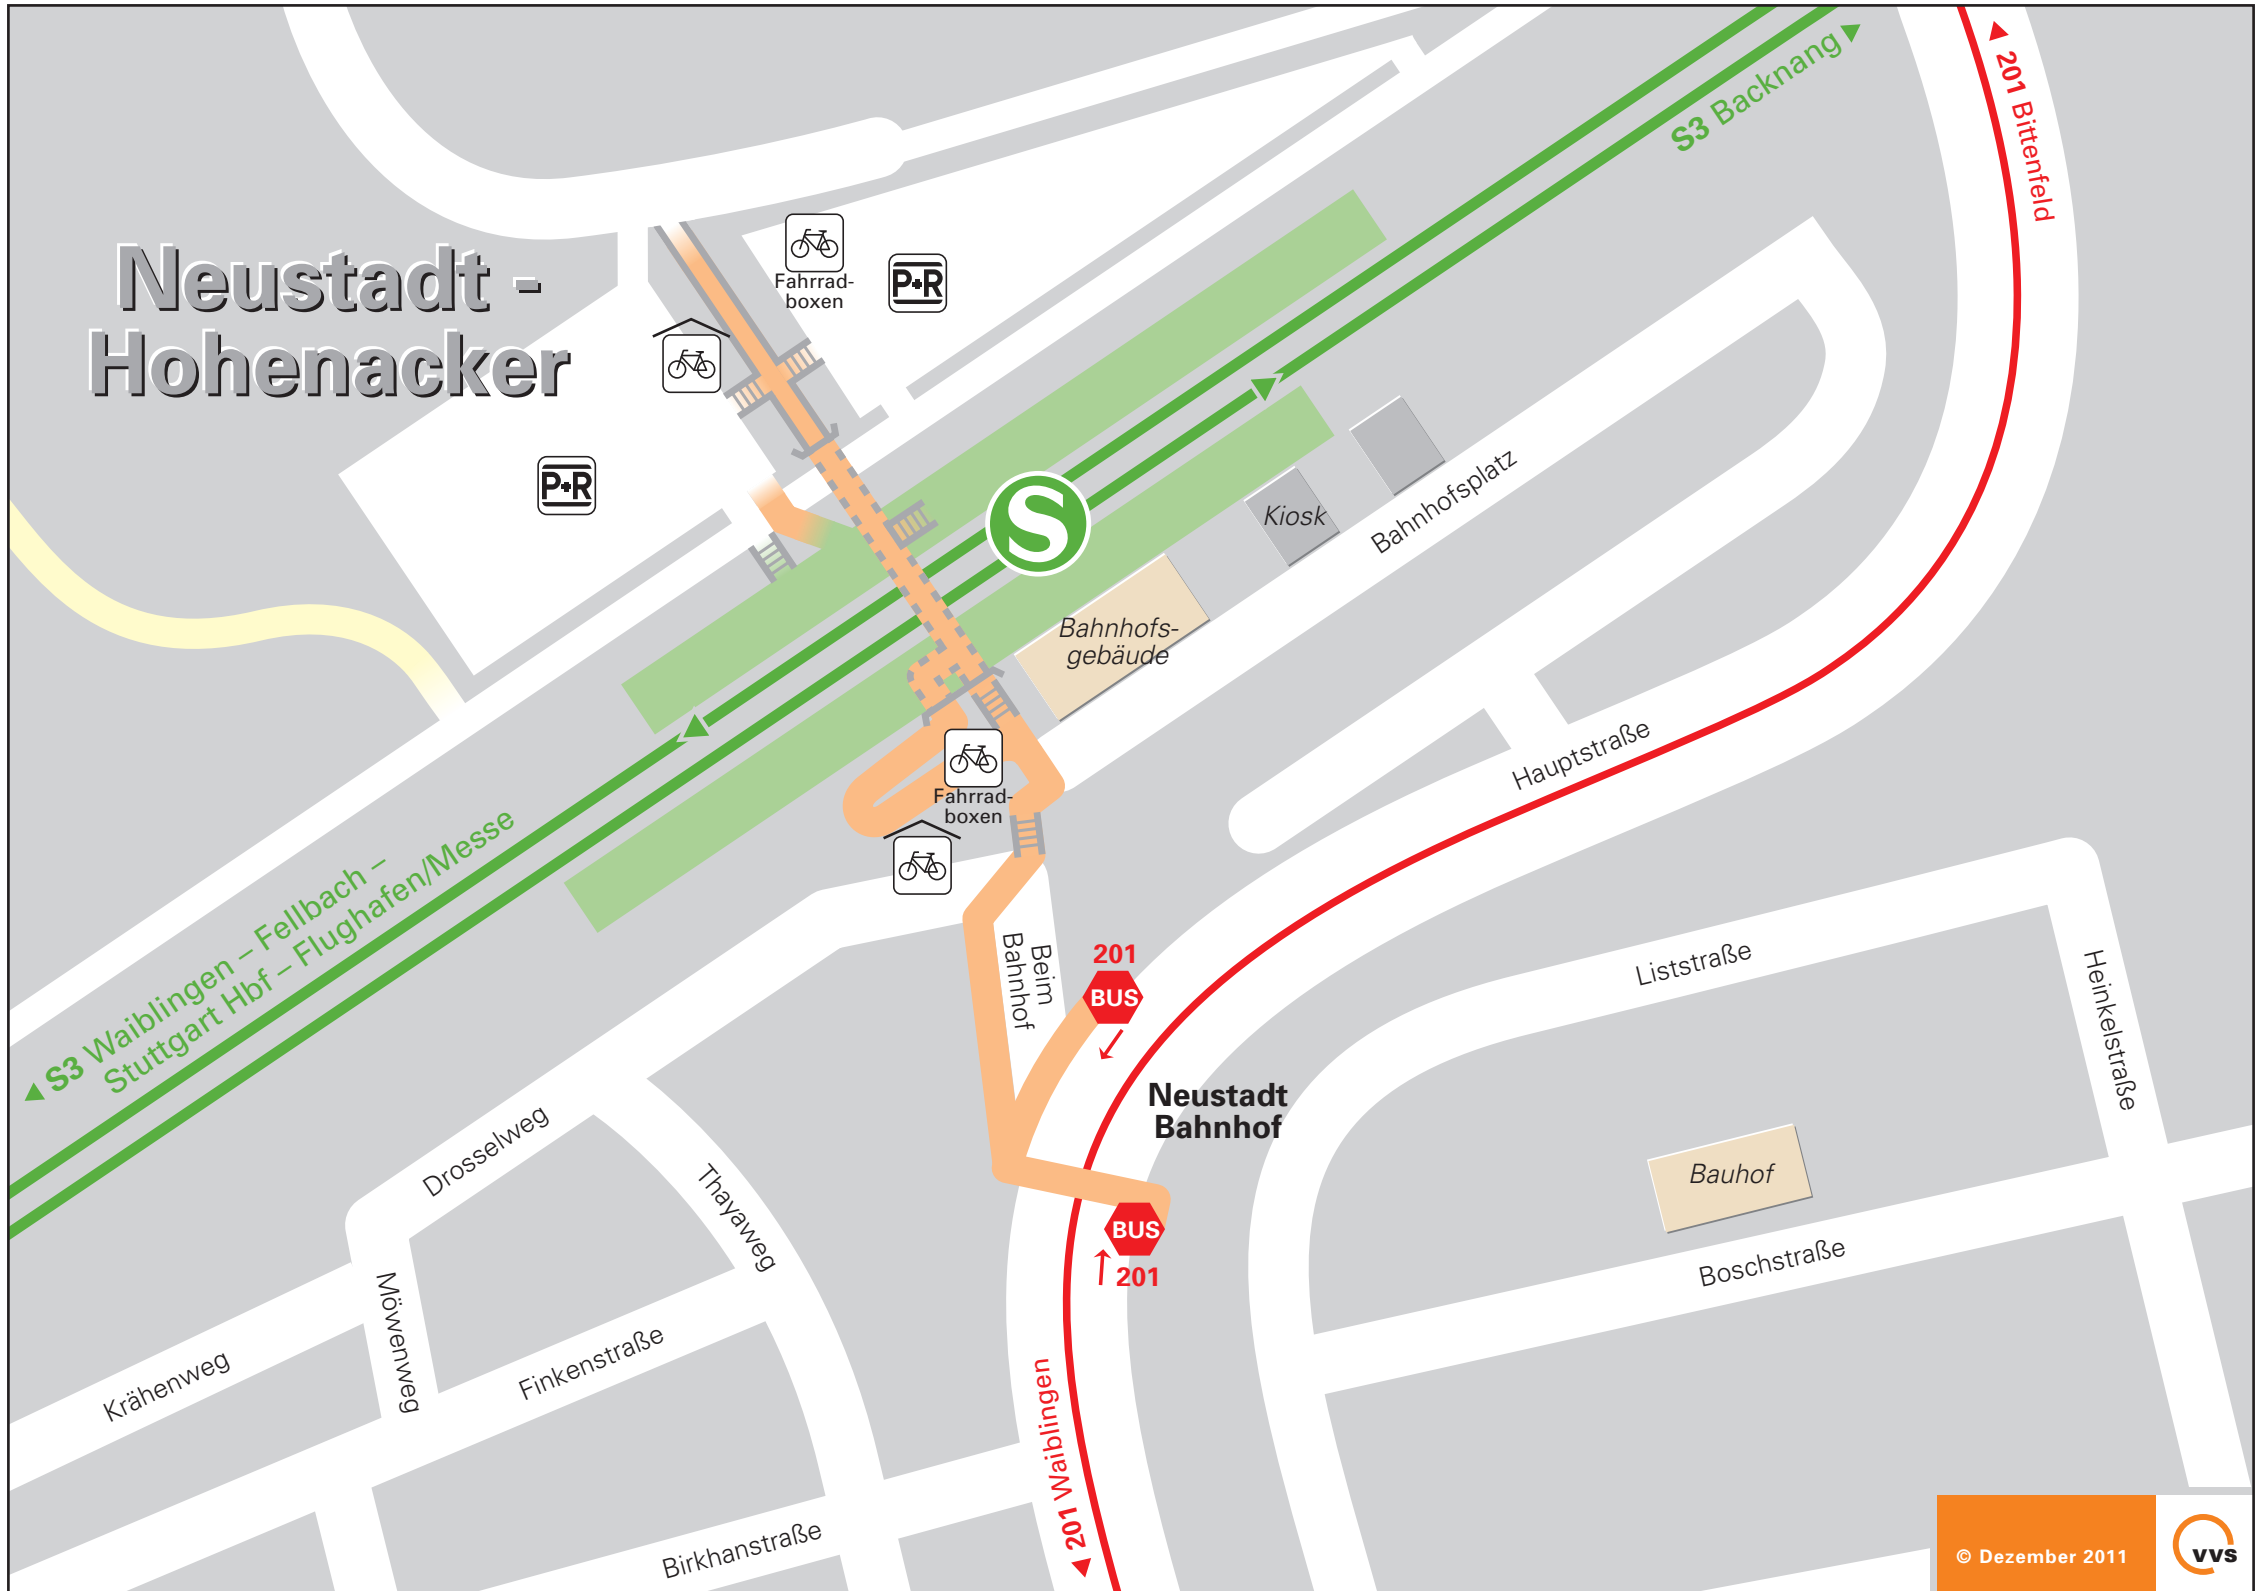 Neustadt -
Hohenacker
201 Bittenfeld
S3 Backnang
Fahrrad-
boxen
P+R
P+R
S
Kiosk
Bahnhofsplatz
Bahnhofs-
gebäude
Hauptstraße
Fahrrad-
boxen
S3 Waiblingen – Fellbach –
Stuttgart Hbf – Flughafen/Messe
Beim
Bahnhof
201
BUS
Neustadt
Bahnhof
BUS
201
Liststraße
Heinkelstraße
Bauhof
Boschstraße
Drosselweg
Thayaweg
Möwenweg
Krähenweg
Finkenstraße
Birkhanstraße
201 Waiblingen
© Dezember 2011
vvs